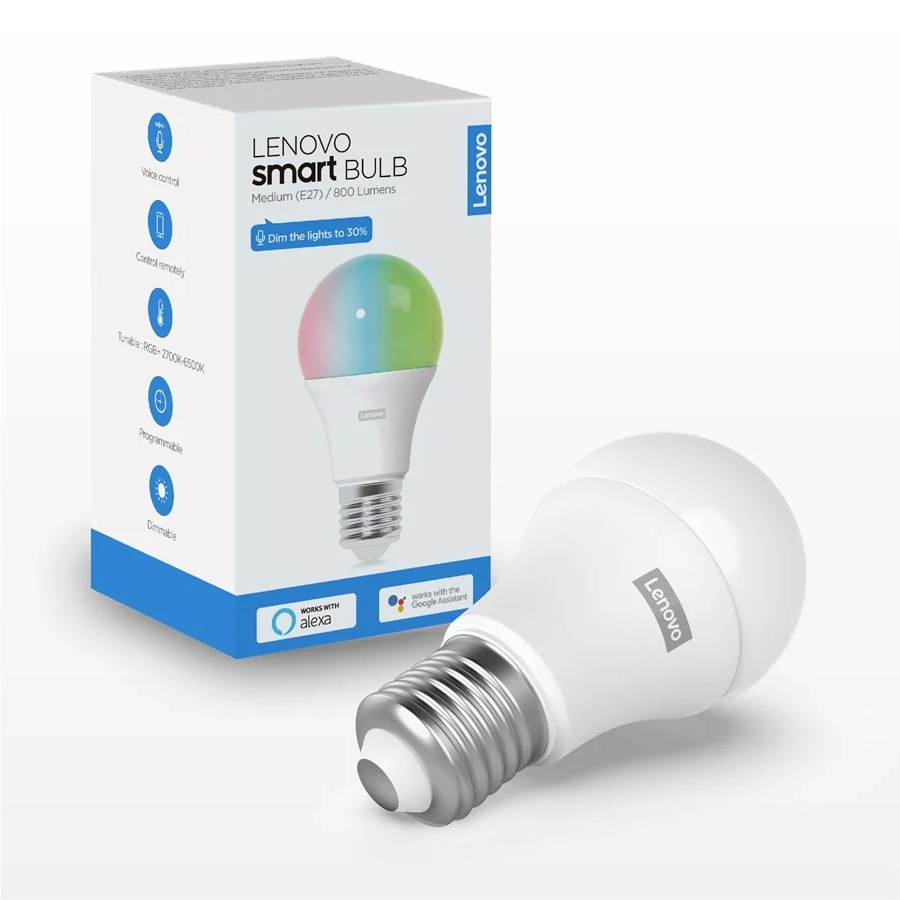 Voice control
Control remotely
Tunable : RGB+ 2700K-6500K
Programmable
Dimmable
LENOVO
smart BULB
Medium (E27) / 800 Lumens
Dim the lights to 30%
Lenovo
Lenovo
WORKS WITH
alexa
works with the
Google Assistant
Lenovo